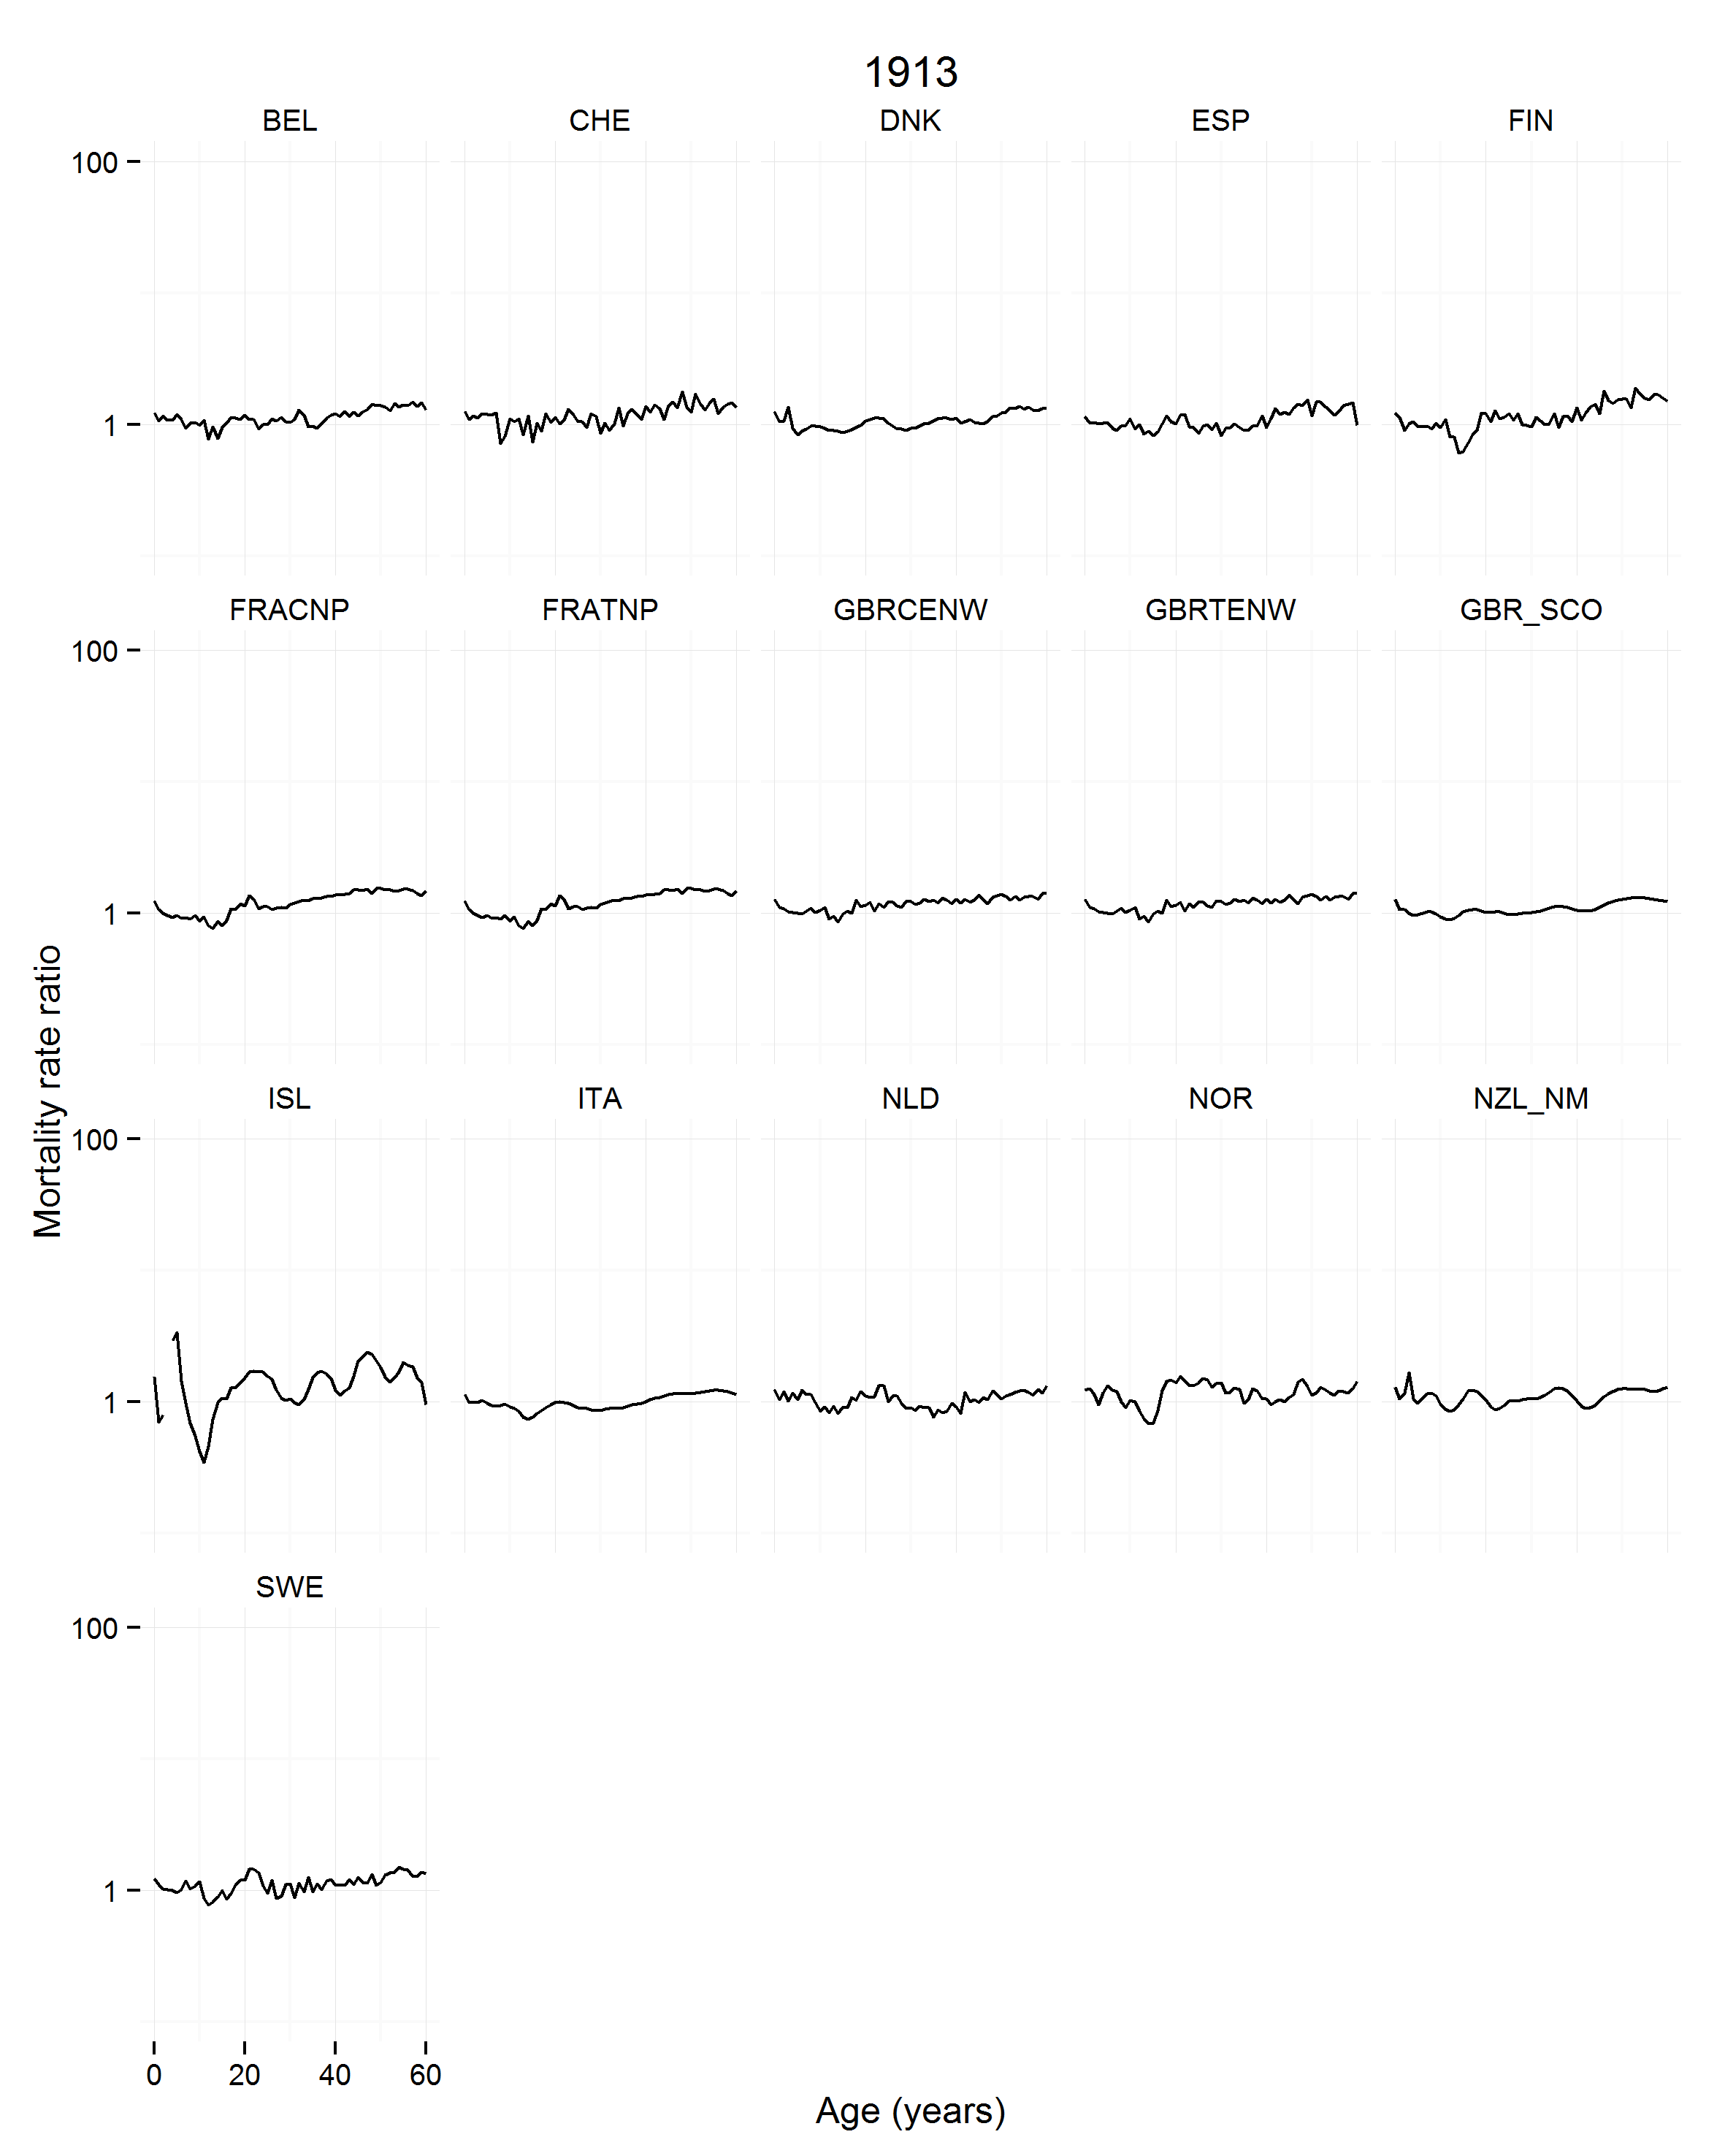 1913
BEL CHE DNK ESP FIN
100
1
FRACNP FRATNP GBRCENW GBRTENW GBR_SCO
100
1
ISL ITA NLD NOR NZL_NM
100
1
SWE
100
1
0 20 40 60
Age (years)
Mortality rate ratio